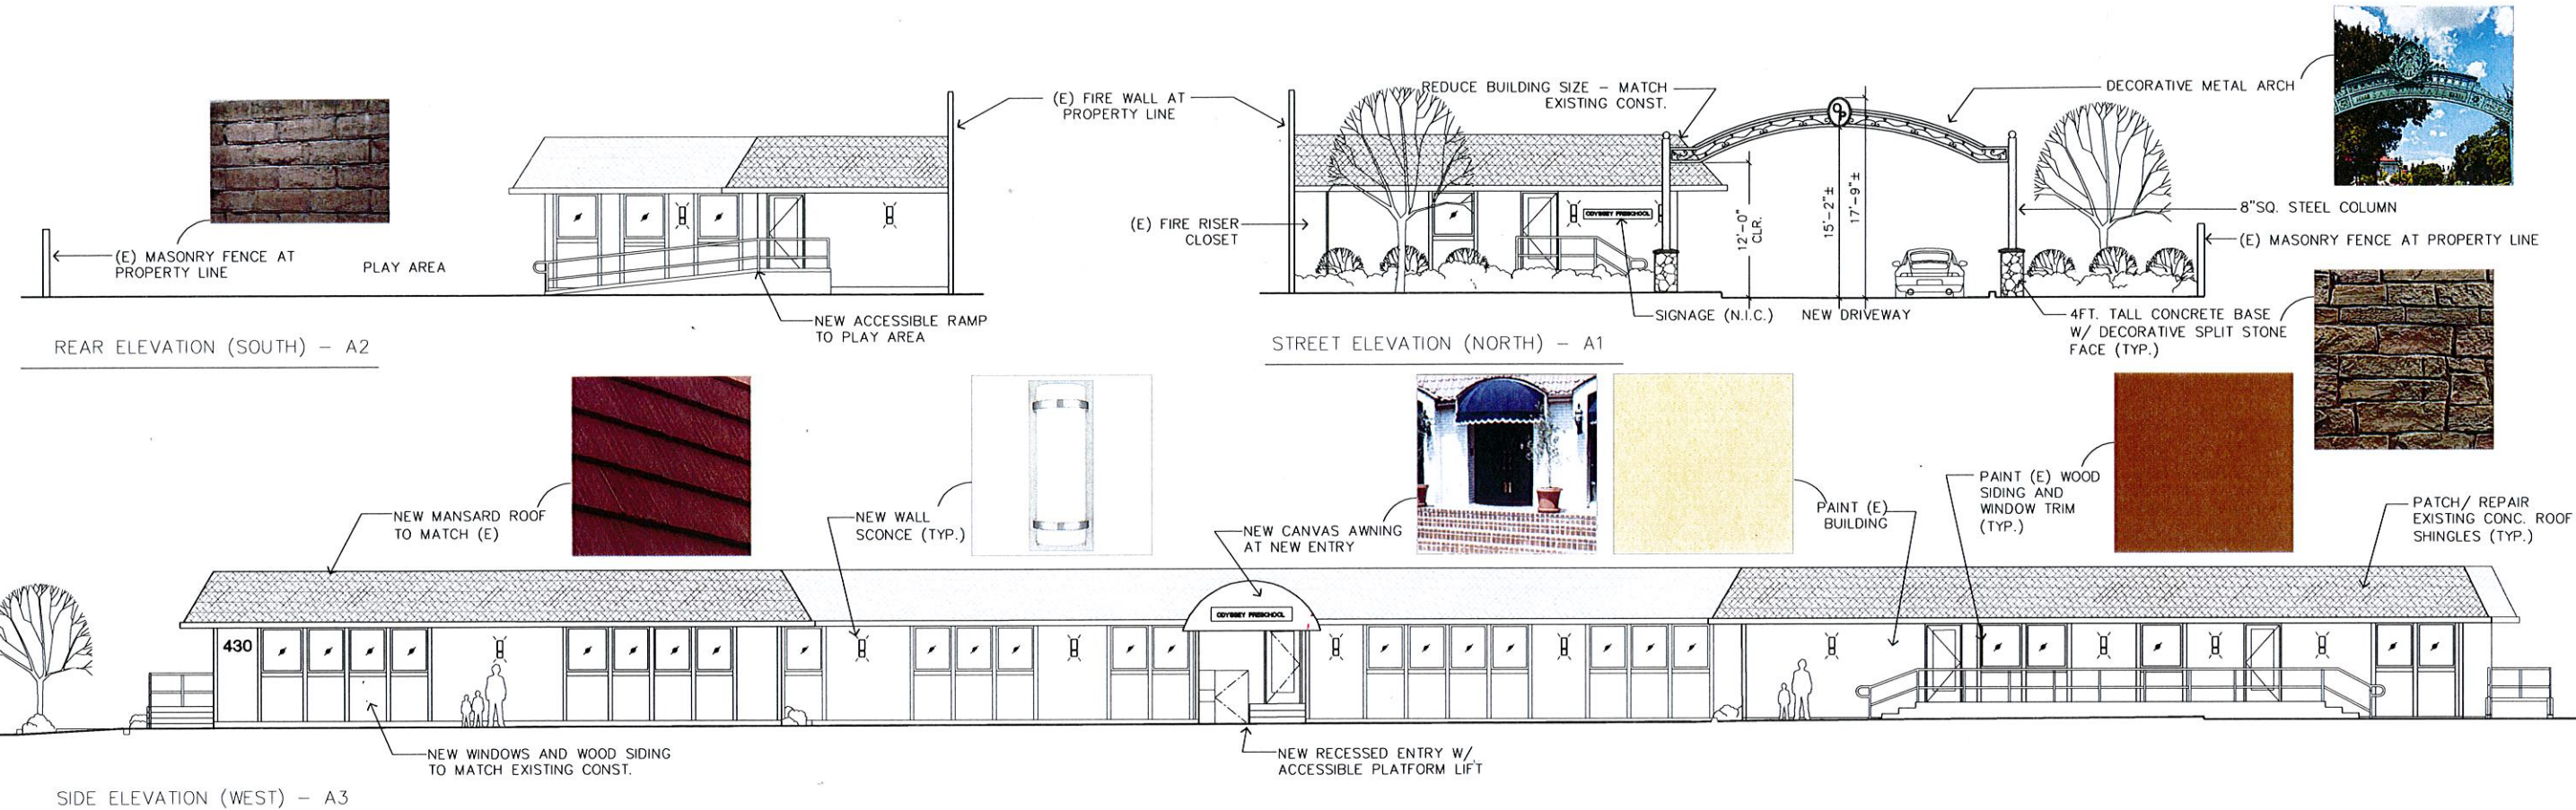 (E) FIRE WALL AT
PROPERTY LINE
(E) MASONRY FENCE AT
PROPERTY LINE
PLAY AREA
NEW ACCESSIBLE RAMP
TO PLAY AREA
REAR ELEVATION (SOUTH) – A2
REDUCE BUILDING SIZE – MATCH
EXISTING CONST.
DECORATIVE METAL ARCH
OP
(E) FIRE RISER
CLOSET
ODYSSEY PRESCHOOL
12'-0"
CLR.
15'-2"±
17'-9"±
8"SQ. STEEL COLUMN
(E) MASONRY FENCE AT PROPERTY LINE
SIGNAGE (N.I.C.)
NEW DRIVEWAY
4FT. TALL CONCRETE BASE
W/ DECORATIVE SPLIT STONE
FACE (TYP.)
STREET ELEVATION (NORTH) – A1
NEW MANSARD ROOF
TO MATCH (E)
NEW WALL
SCONCE (TYP.)
NEW CANVAS AWNING
AT NEW ENTRY
PAINT (E)
BUILDING
PAINT (E) WOOD
SIDING AND
WINDOW TRIM
(TYP.)
PATCH/ REPAIR
EXISTING CONC. ROOF
SHINGLES (TYP.)
430
ODYSSEY PRESCHOOL
NEW WINDOWS AND WOOD SIDING
TO MATCH EXISTING CONST.
NEW RECESSED ENTRY W/
ACCESSIBLE PLATFORM LIFT
SIDE ELEVATION (WEST) – A3